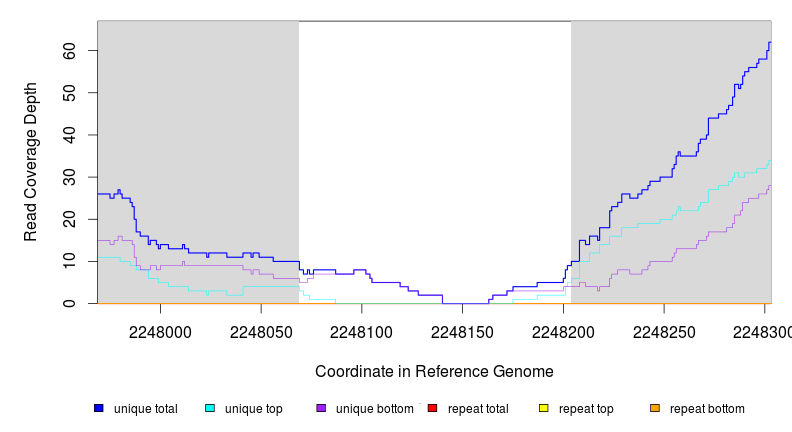 Read Coverage Depth
60
50
40
30
20
10
0
2248000 2248050 2248100 2248150 2248200 2248250 224830
Coordinate in Reference Genome
unique total unique top unique bottom repeat total repeat top repeat bottom